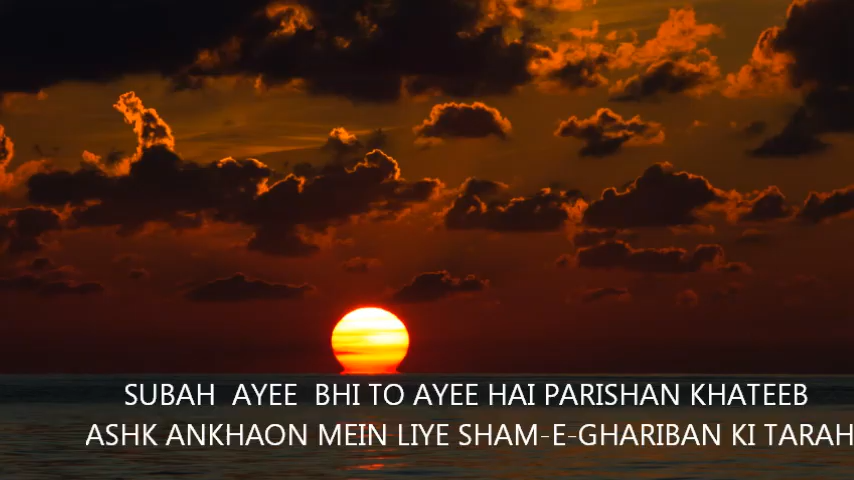 SUBAH  AYEE  BHI TO AYEE HAI PARISHAN KHATEEB
ASHK ANKHAON MEIN LIYE SHAM-E-GHARIBAN KI TARAH